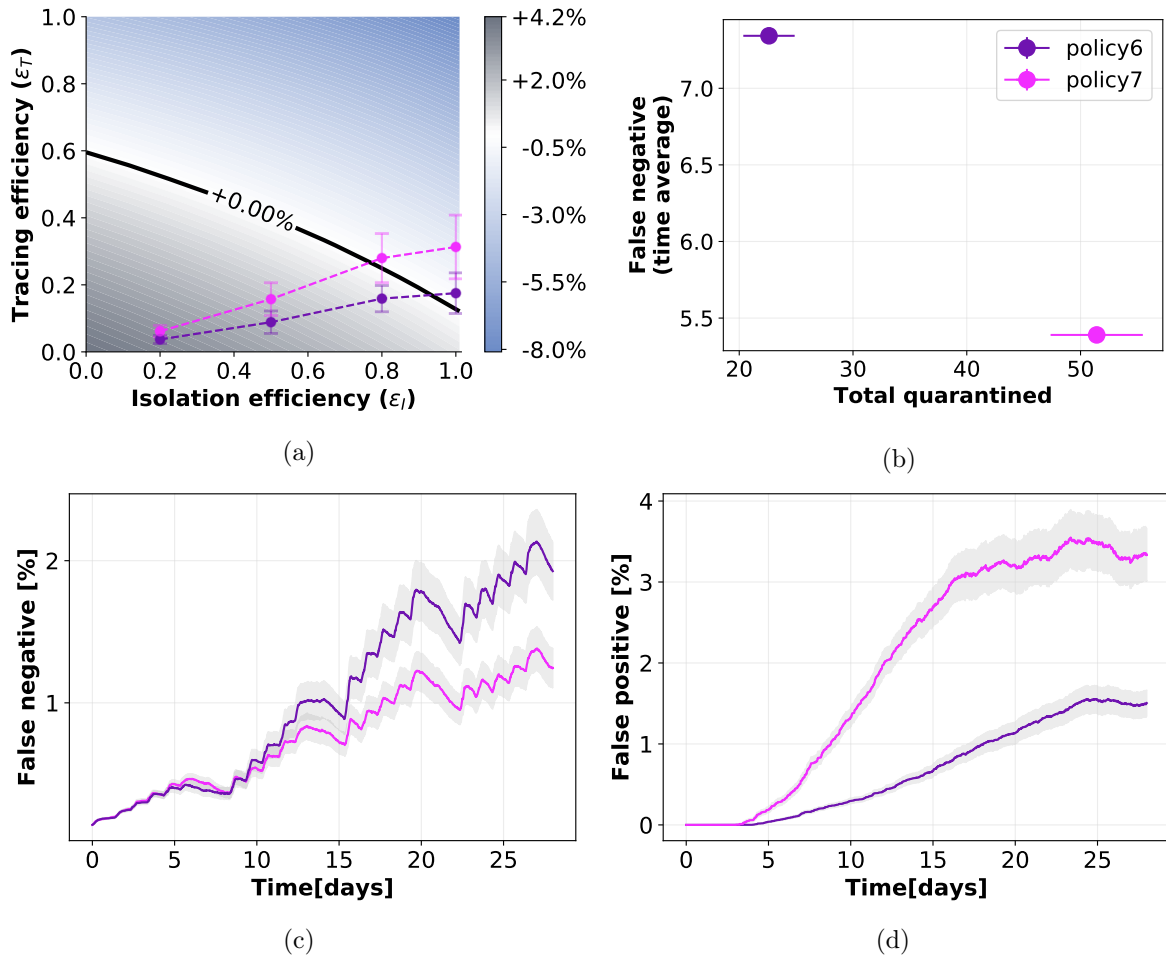 1.0
0.8
0.6
0.4
0.2
0.0
Tracing efficiency (εT)
+0.00%
0.0 0.2 0.4 0.6 0.8 1.0
Isolation efficiency (εI)
+4.2%
+2.0%
-0.5%
-3.0%
-5.5%
-8.0%
(a)
policy6
policy7
7.0
6.5
6.0
5.5
False negative
(time average)
20 30 40 50
Total quarantined
(b)
2
1
False negative [%]
0 5 10 15 20 25
Time[days]
(c)
4
3
2
1
0
False positive [%]
0 5 10 15 20 25
Time[days]
(d)